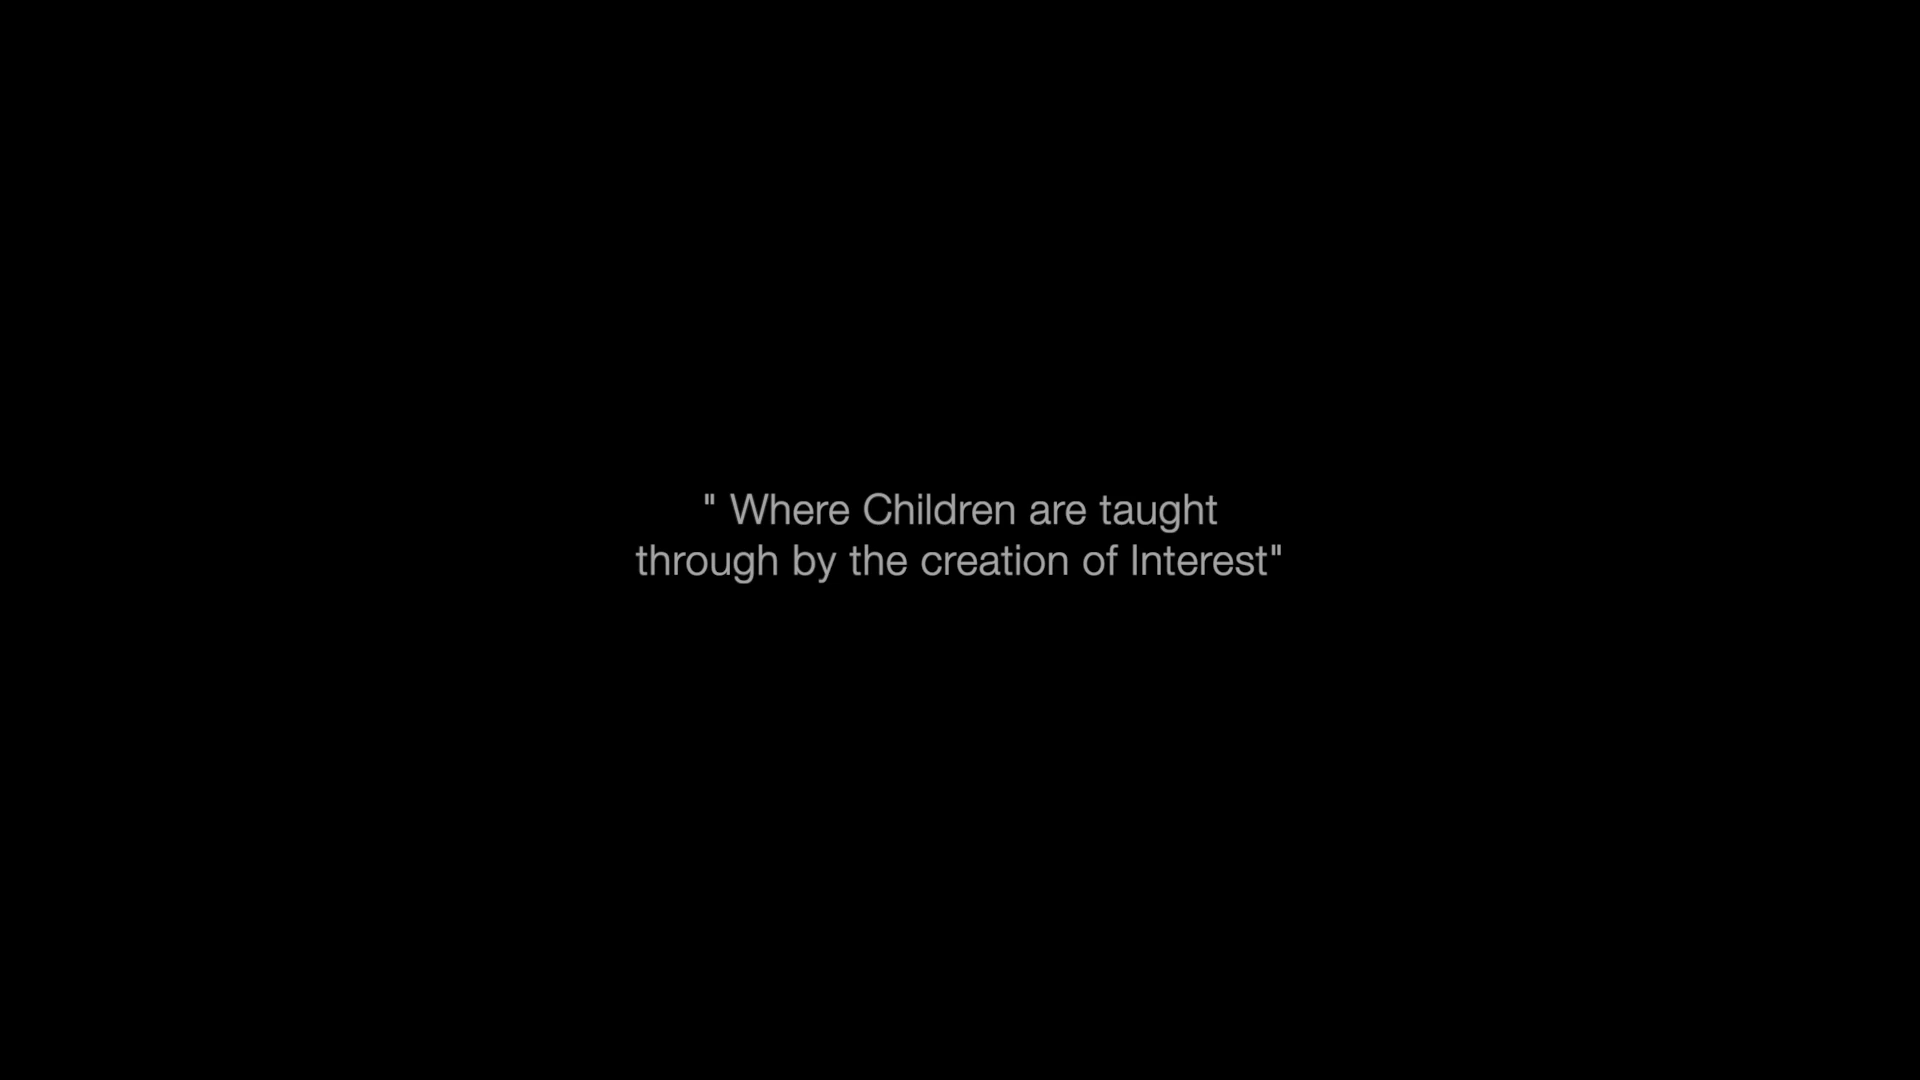 " Where Children are taught
through by the creation of Interest"